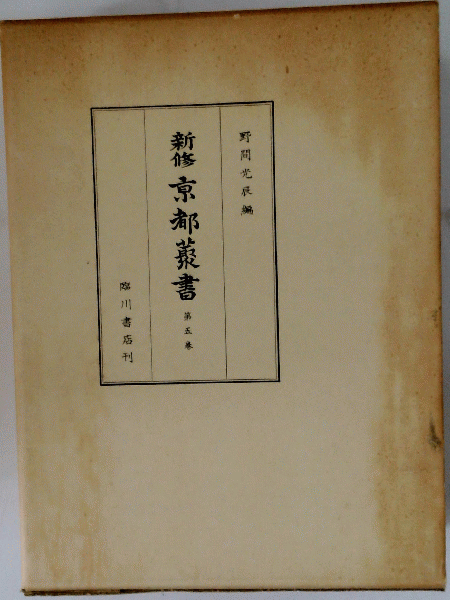 野間光辰編
新修京都叢書 第五巻
臨川書店刊